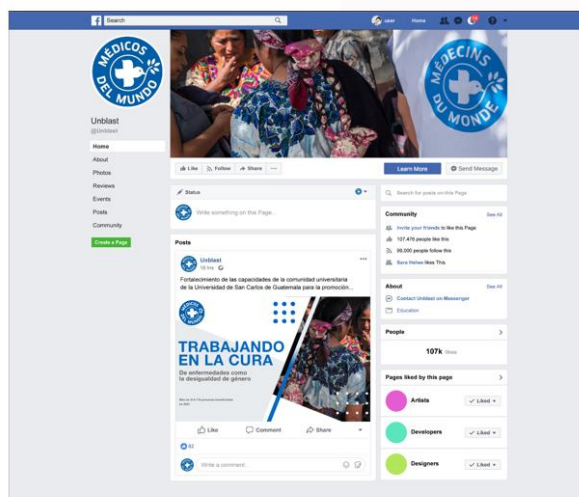 Search
user
Home
MÉDICOS
DEL MUNDO
MÉDECINS
DU MONDE
Unblast
@Unblast
Home
About
Photos
Reviews
Events
Posts
Community
Create a Page
Like
Follow
Share
Learn More
Send Message
Status
Write something on this Page...
Posts
Unblast
Fortalecimiento de las capacidades de la comunidad universitaria
de la Universidad de San Carlos de Guatemala para la promoción...
MÉDICOS
DEL MUNDO
TRABAJANDO
EN LA CURA
De enfermedades como
la desigualdad de género
Like
Comment
Share
Write a comment.
Search for posts on this Page
Community
See All
Invite your friends to like this Page
107,476 people like this
Sara Helwe likes This
About
See All
Contact Unblast on Messenger
Education
People
107k
Pages liked by this page
Artists
Liked
Developers
Liked
Designers
Liked